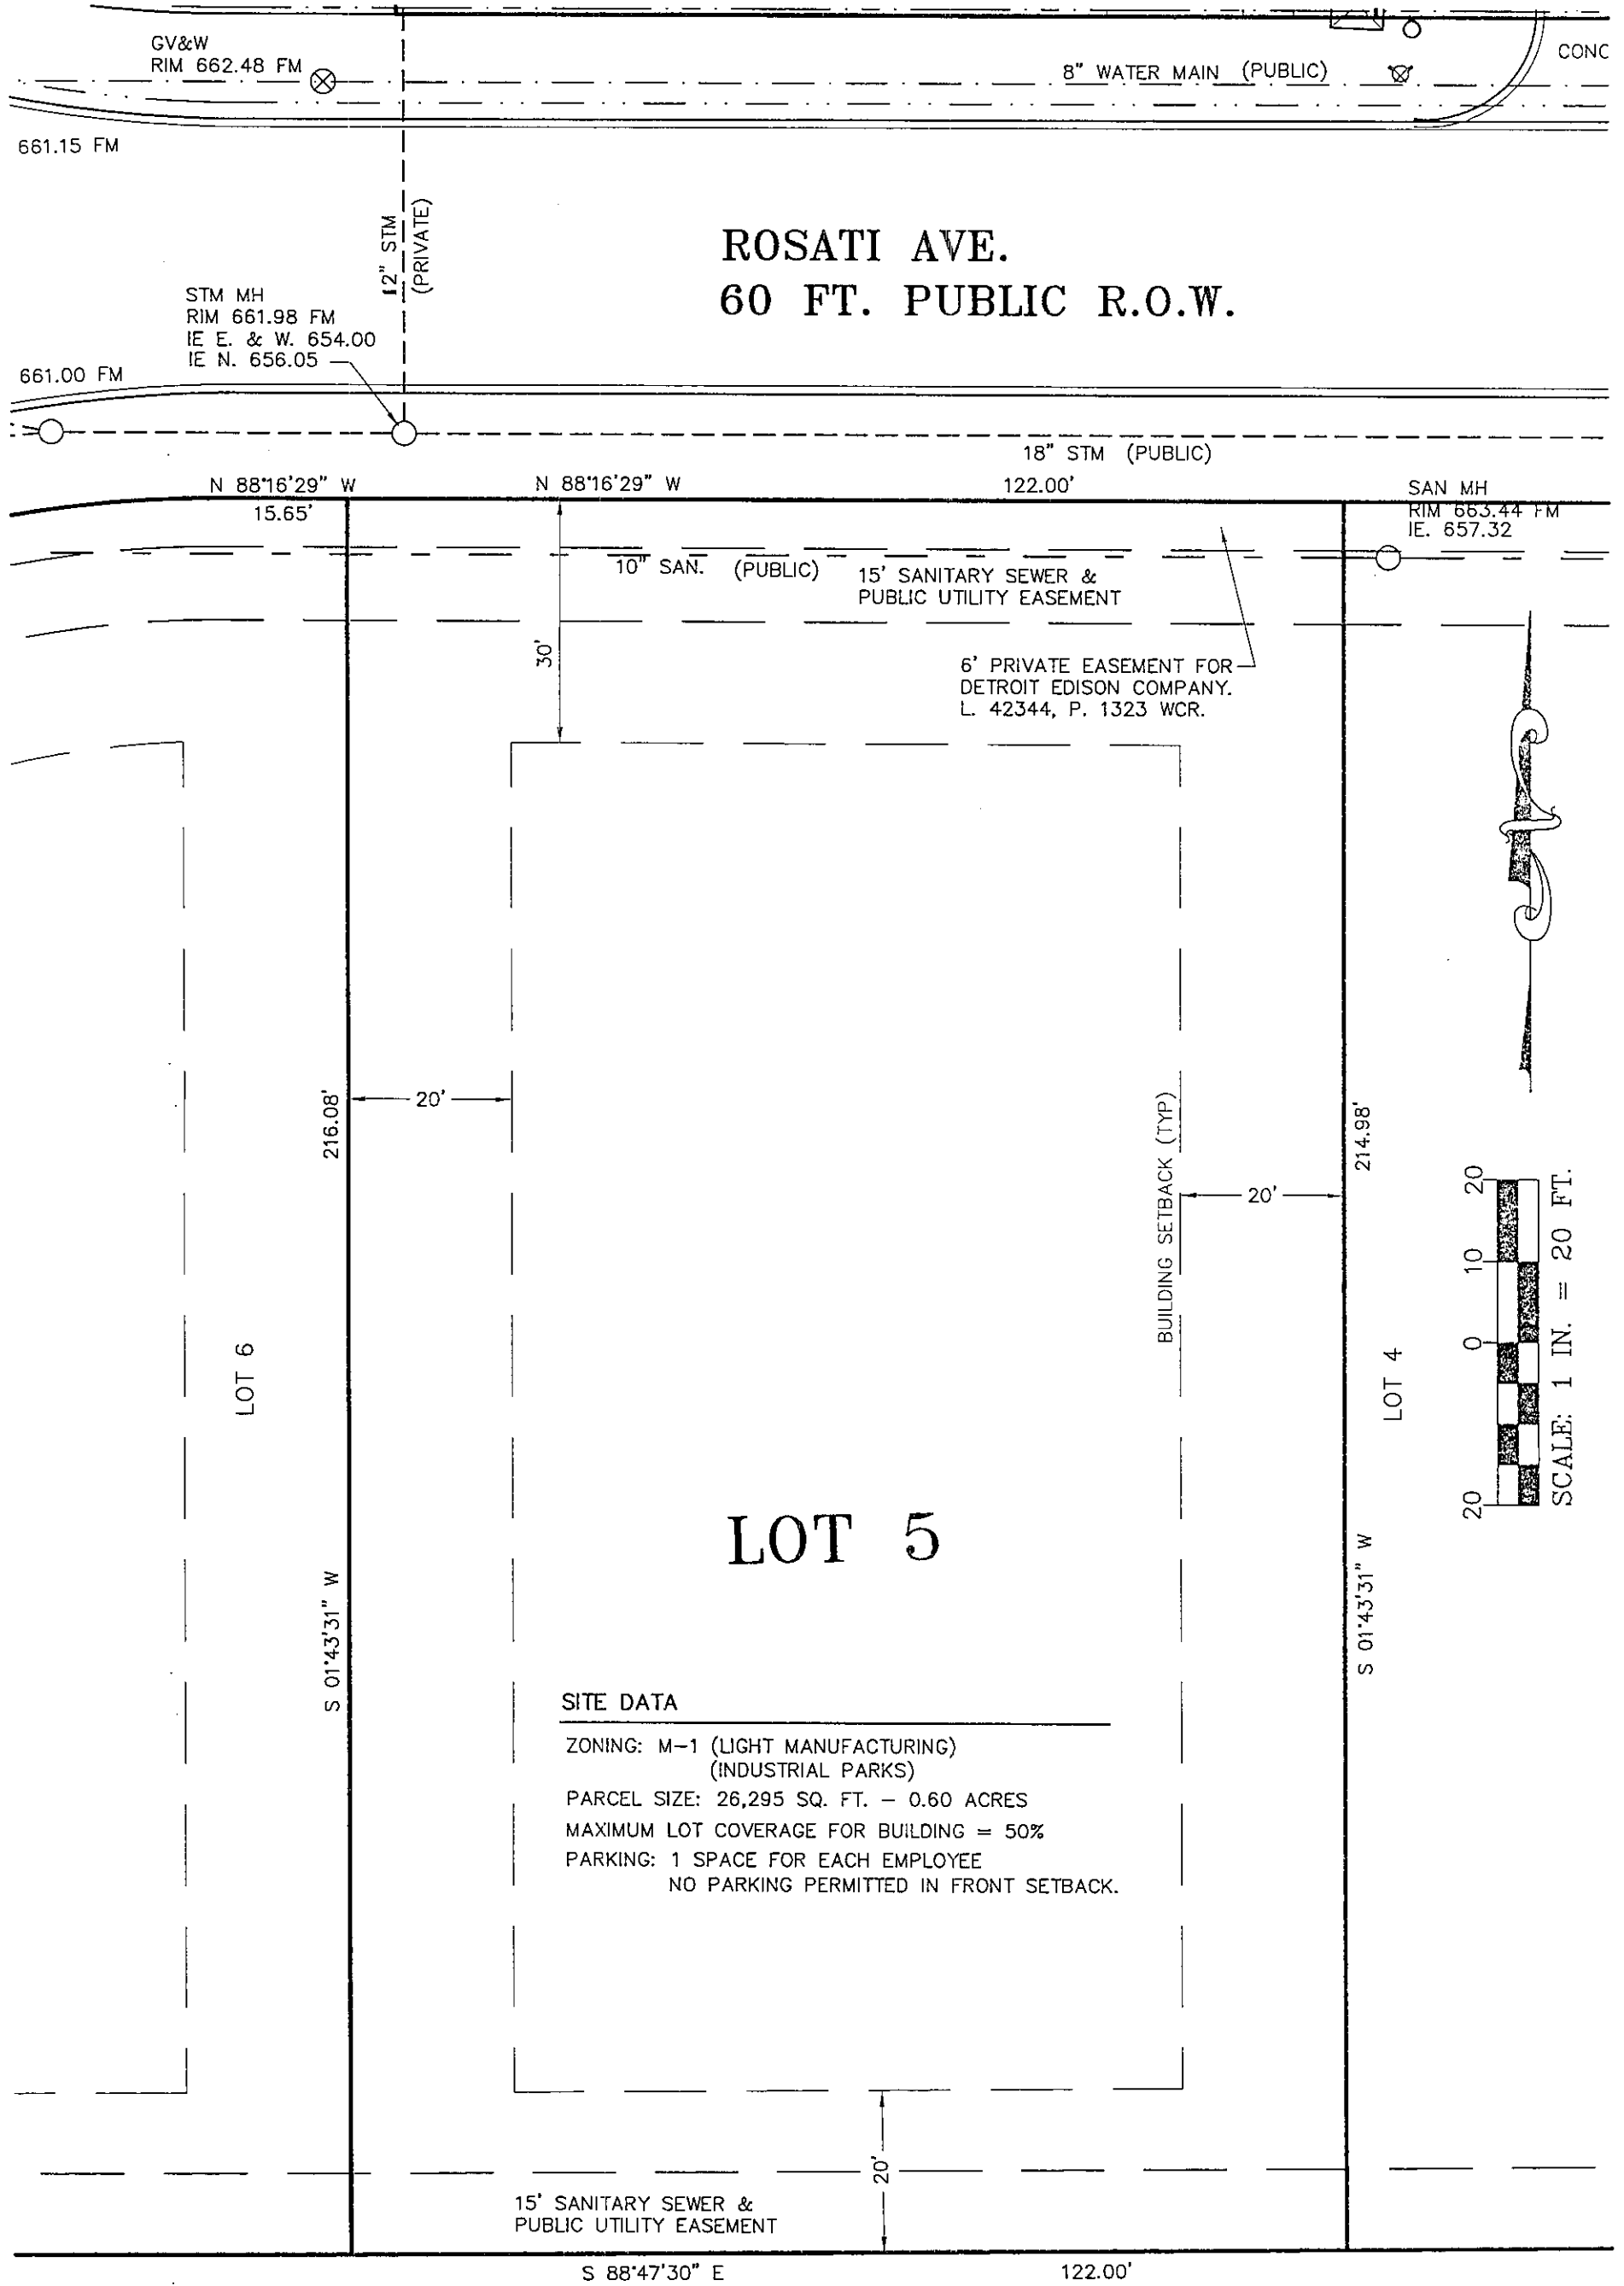 GV&W
RIM 662.48 FM
8" WATER MAIN (PUBLIC)
CONC
661.15 FM
12" STM
(PRIVATE)
ROSATI AVE.
60 FT. PUBLIC R.O.W.
STM MH
RIM 661.98 FM
IE E. & W. 654.00
IE N. 656.05
661.00 FM
18" STM (PUBLIC)
N 88°16'29" W
15.65'
N 88°16'29" W
122.00'
SAN MH
RIM 663.44 FM
IE. 657.32
10" SAN. (PUBLIC)
15' SANITARY SEWER &
PUBLIC UTILITY EASEMENT
30'
6' PRIVATE EASEMENT FOR
DETROIT EDISON COMPANY.
L. 42344, P. 1323 WCR.
216.08'
20'
BUILDING SETBACK (TYP)
20'
214.98'
20
10
0
20
SCALE: 1 IN. = 20 FT.
LOT 6
LOT 4
LOT 5
S 01°43'31" W
S 01°43'31" W
SITE DATA
ZONING: M-1 (LIGHT MANUFACTURING)
(INDUSTRIAL PARKS)
PARCEL SIZE: 26,295 SQ. FT. - 0.60 ACRES
MAXIMUM LOT COVERAGE FOR BUILDING = 50%
PARKING: 1 SPACE FOR EACH EMPLOYEE
NO PARKING PERMITTED IN FRONT SETBACK.
20'
15' SANITARY SEWER &
PUBLIC UTILITY EASEMENT
S 88°47'30" E
122.00'